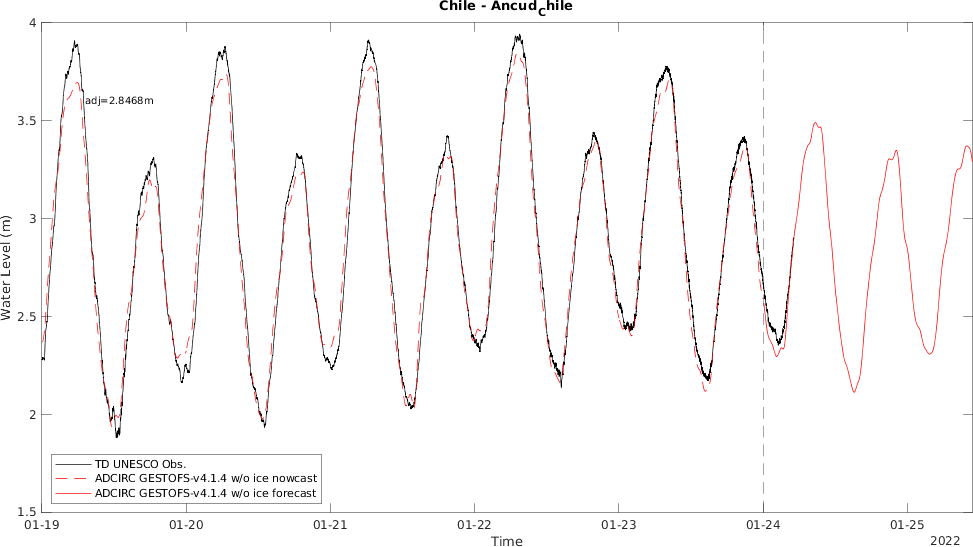 Chile - Ancud_Chile
4
3.5
3
2.5
2
1.5
Water Level (m)
adj=2.8468m
TD UNESCO Obs.
ADCIRC GESTOFS-v4.1.4 w/o ice nowcast
ADCIRC GESTOFS-v4.1.4 w/o ice forecast
01-19 01-20 01-21 01-22 01-23 01-24 01-25
Time
2022